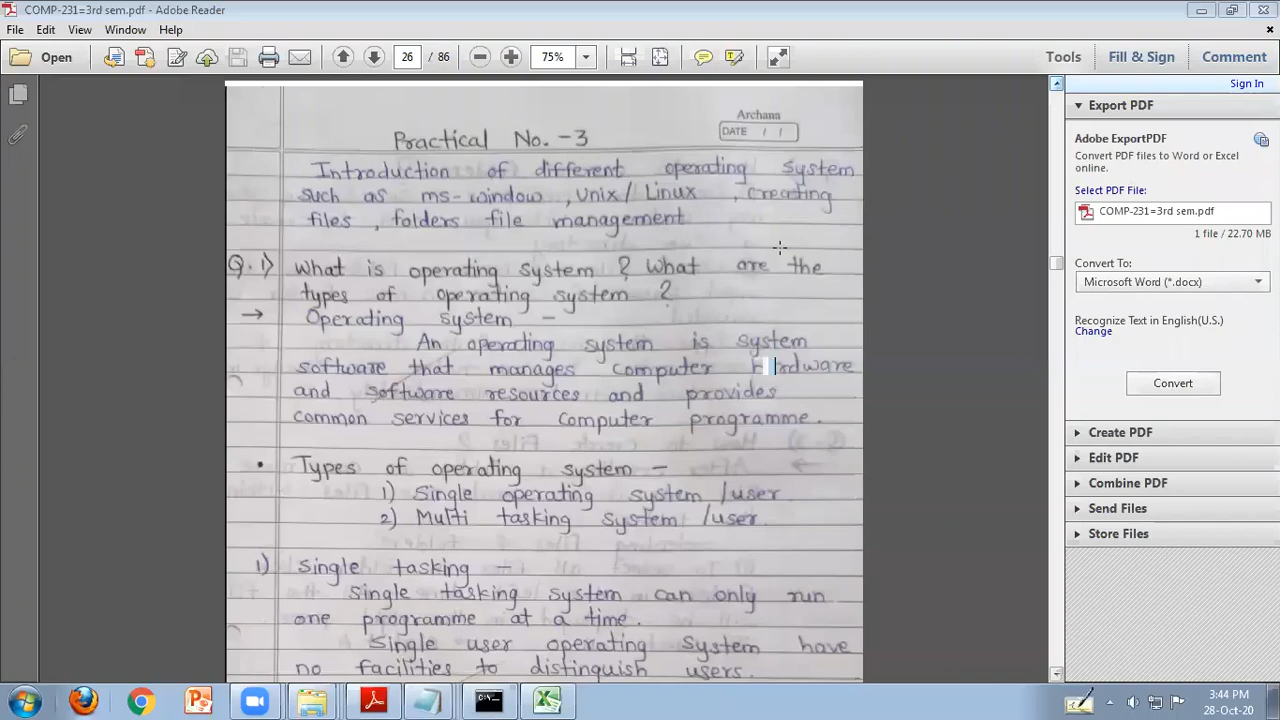 COMP-231=3rd sem.pdf - Adobe Reader
File Edit View Window Help
Open 26 / 86 75% Tools Fill & Sign Comment
Sign In
Export PDF
Adobe ExportPDF
Convert PDF files to Word or Excel
online.
Select PDF File:
COMP-231=3rd sem.pdf
1 file / 22.70 MB
Convert To:
Microsoft Word (*.docx)
Recognize Text in English(U.S.)
Change
Convert
Create PDF
Edit PDF
Combine PDF
Send Files
Store Files
Archana
DATE / /
Practical No. -3
Introduction of different operating system
such as ms-window , Unix/ Linux , creating
files , folders file management
Q.1) What is operating system ? What are the
types of operating system ?
→ Operating system -
An operating system is system
software that manages computer hardware
and software resources and provides
common services for computer programme.
• Types of operating system -
1) Single operating system /user
2) Multi tasking system /user
1) Single tasking -
Single tasking system can only run
one programme at a time.
Single user operating system have
no facilities to distinguish users.
3:44 PM
28-Oct-20